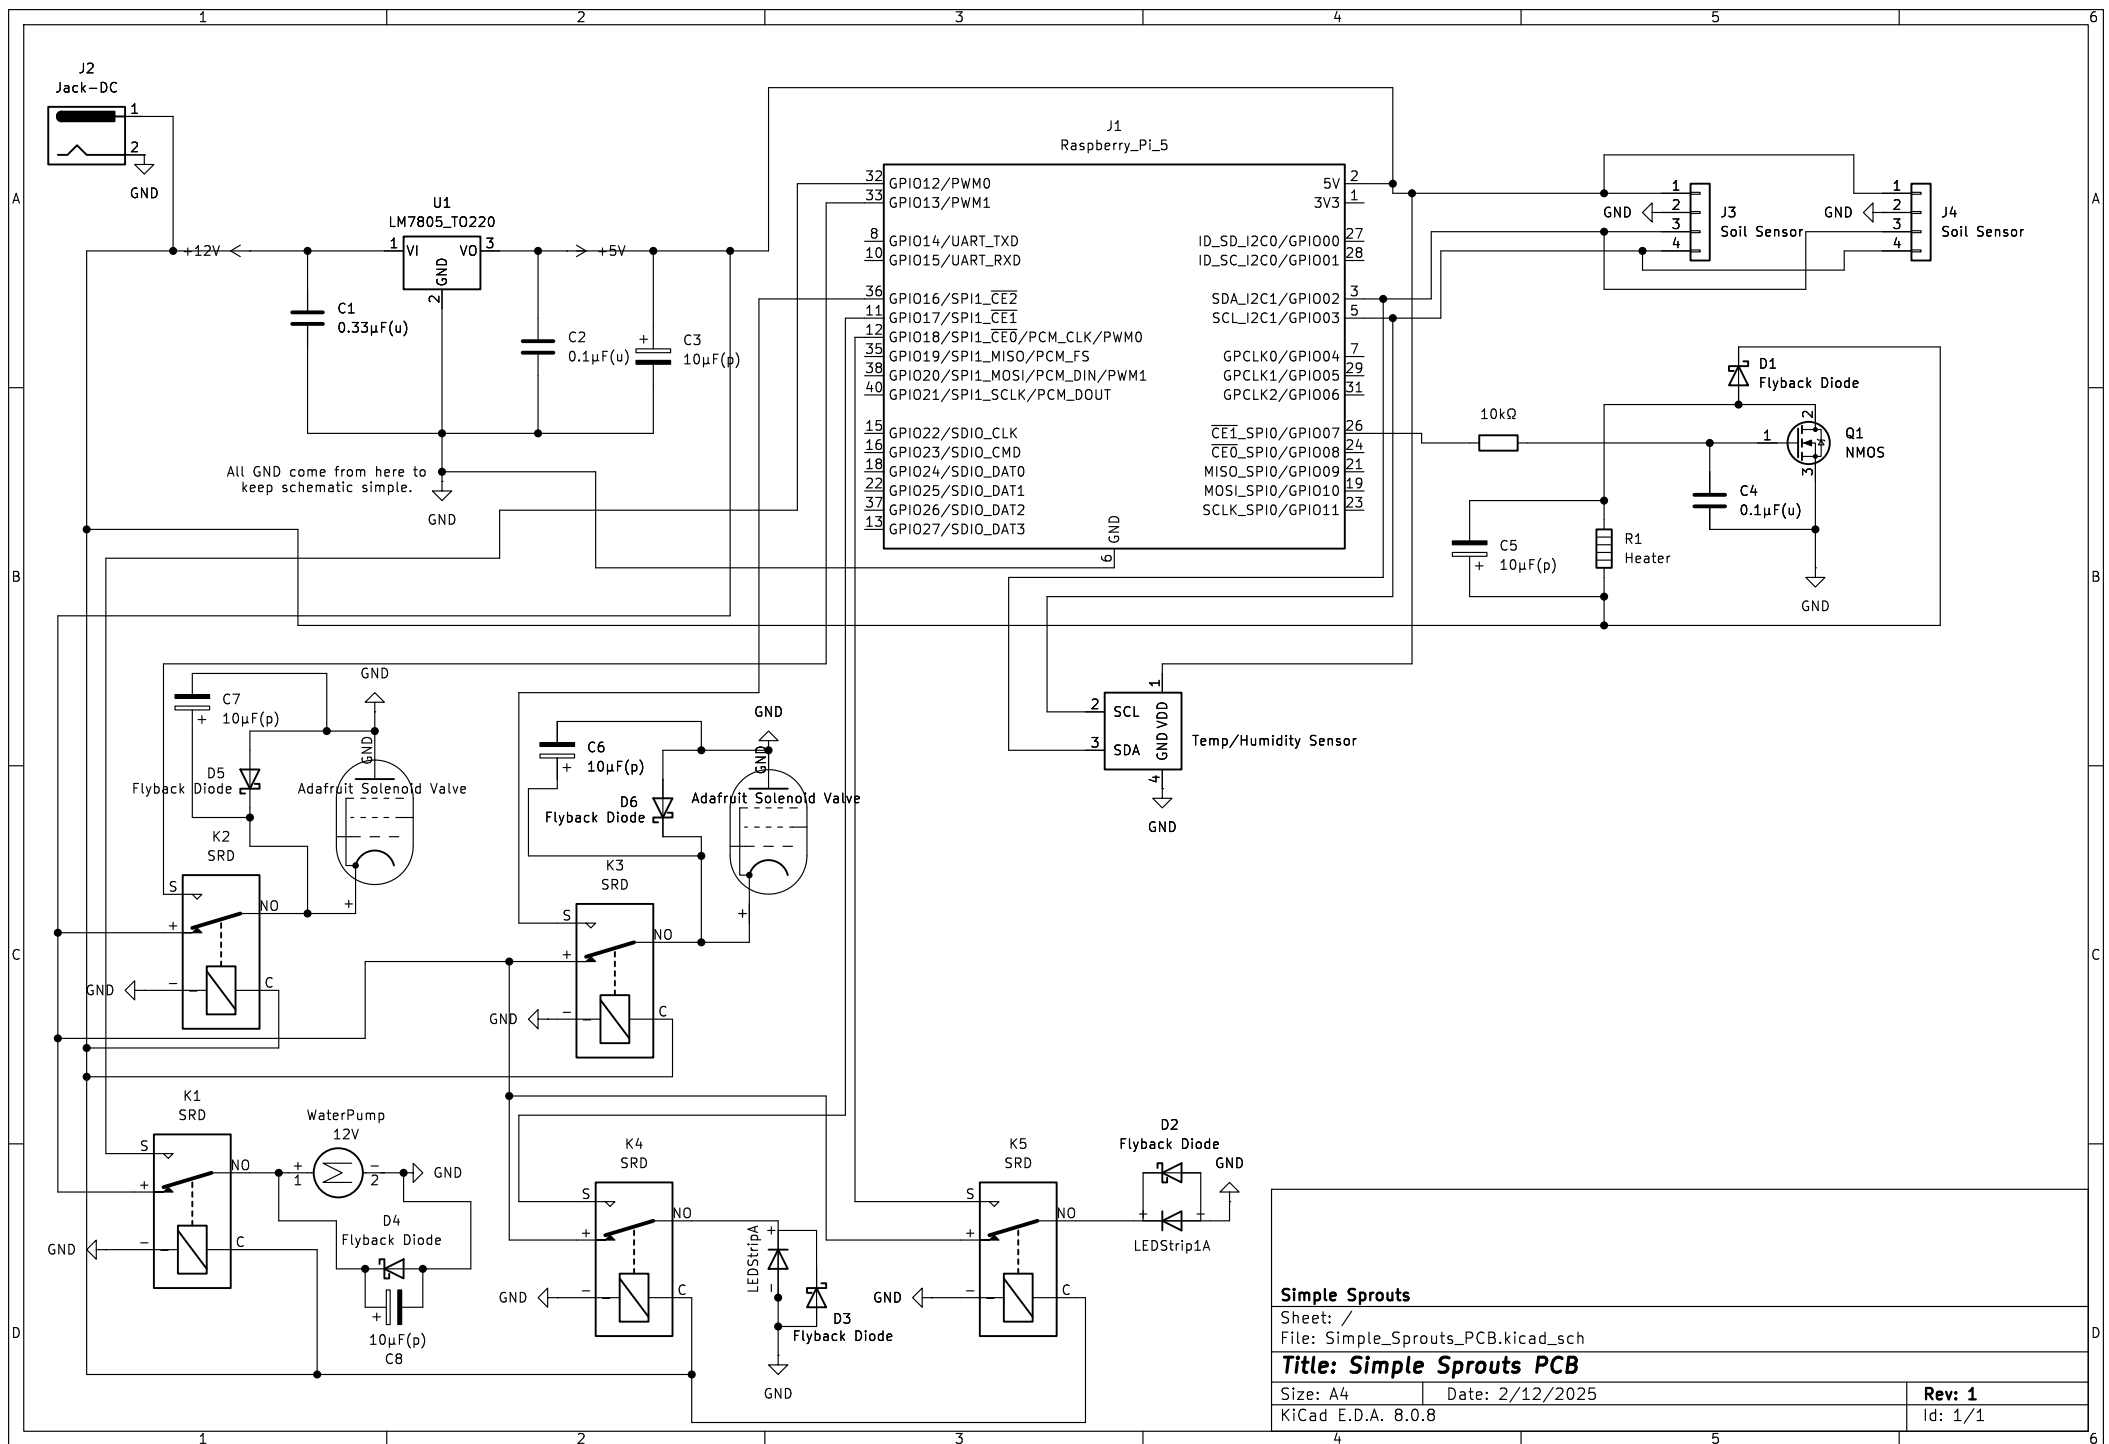 1 2 3 4 5 6
A
B
C
D
J2
Jack-DC
1
2
GND
U1
LM7805_TO220
+12V
1 VI
VO 3
GND
2
+5V
C1
0.33µF(u)
C2
0.1µF(u)
C3
+
10µF(p)
All GND come from here to
keep schematic simple.
GND
J1
Raspberry_Pi_5
32 GPIO12/PWM0
33 GPIO13/PWM1
8 GPIO14/UART_TXD
10 GPIO15/UART_RXD
36 GPIO16/SPI1_CE2
11 GPIO17/SPI1_CE1
12 GPIO18/SPI1_CE0/PCM_CLK/PWM0
35 GPIO19/SPI1_MISO/PCM_FS
38 GPIO20/SPI1_MOSI/PCM_DIN/PWM1
40 GPIO21/SPI1_SCLK/PCM_DOUT
15 GPIO22/SDIO_CLK
16 GPIO23/SDIO_CMD
18 GPIO24/SDIO_DAT0
22 GPIO25/SDIO_DAT1
37 GPIO26/SDIO_DAT2
13 GPIO27/SDIO_DAT3
5V 2
3V3 1
ID_SD_I2C0/GPIO00 27
ID_SC_I2C0/GPIO01 28
SDA_I2C1/GPIO02 3
SCL_I2C1/GPIO03 5
GPCLK0/GPIO04 7
GPCLK1/GPIO05 29
GPCLK2/GPIO06 31
CE1_SPI0/GPIO07 26
CE0_SPI0/GPIO08 24
MISO_SPI0/GPIO09 21
MOSI_SPI0/GPIO10 19
SCLK_SPI0/GPIO11 23
GND
6
1
GND 2
3
4
J3
Soil Sensor
1
GND 2
3
4
J4
Soil Sensor
D1
Flyback Diode
10kΩ
1
2
3
Q1
NMOS
C4
0.1µF(u)
GND
C5
+
10µF(p)
R1
Heater
1
2 SCL
3 SDA
GND VDD
4
Temp/Humidity Sensor
GND
C7
+
10µF(p)
GND
GND
D5
Flyback Diode
Adafruit Solenoid Valve
K2
SRD
S
NO
+
+
GND
-
-
C
C6
+
10µF(p)
GND
GND
D6
Flyback Diode
Adafruit Solenoid Valve
K3
SRD
S
NO
+
+
GND
-
-
C
K1
SRD
S
NO
+
GND
-
-
C
WaterPump
12V
+
1
-
2
GND
D4
Flyback Diode
+
10µF(p)
C8
K4
SRD
S
NO
+
GND
-
-
C
LEDStripA
+
-
D3
Flyback Diode
GND
K5
SRD
S
NO
+
GND
-
-
C
D2
Flyback Diode
GND
+
-
LEDStrip1A
Simple Sprouts
Sheet: /
File: Simple_Sprouts_PCB.kicad_sch
Title: Simple Sprouts PCB
Size: A4
Date: 2/12/2025
Rev: 1
KiCad E.D.A. 8.0.8
Id: 1/1
A
B
C
D
1 2 3 4 5 6